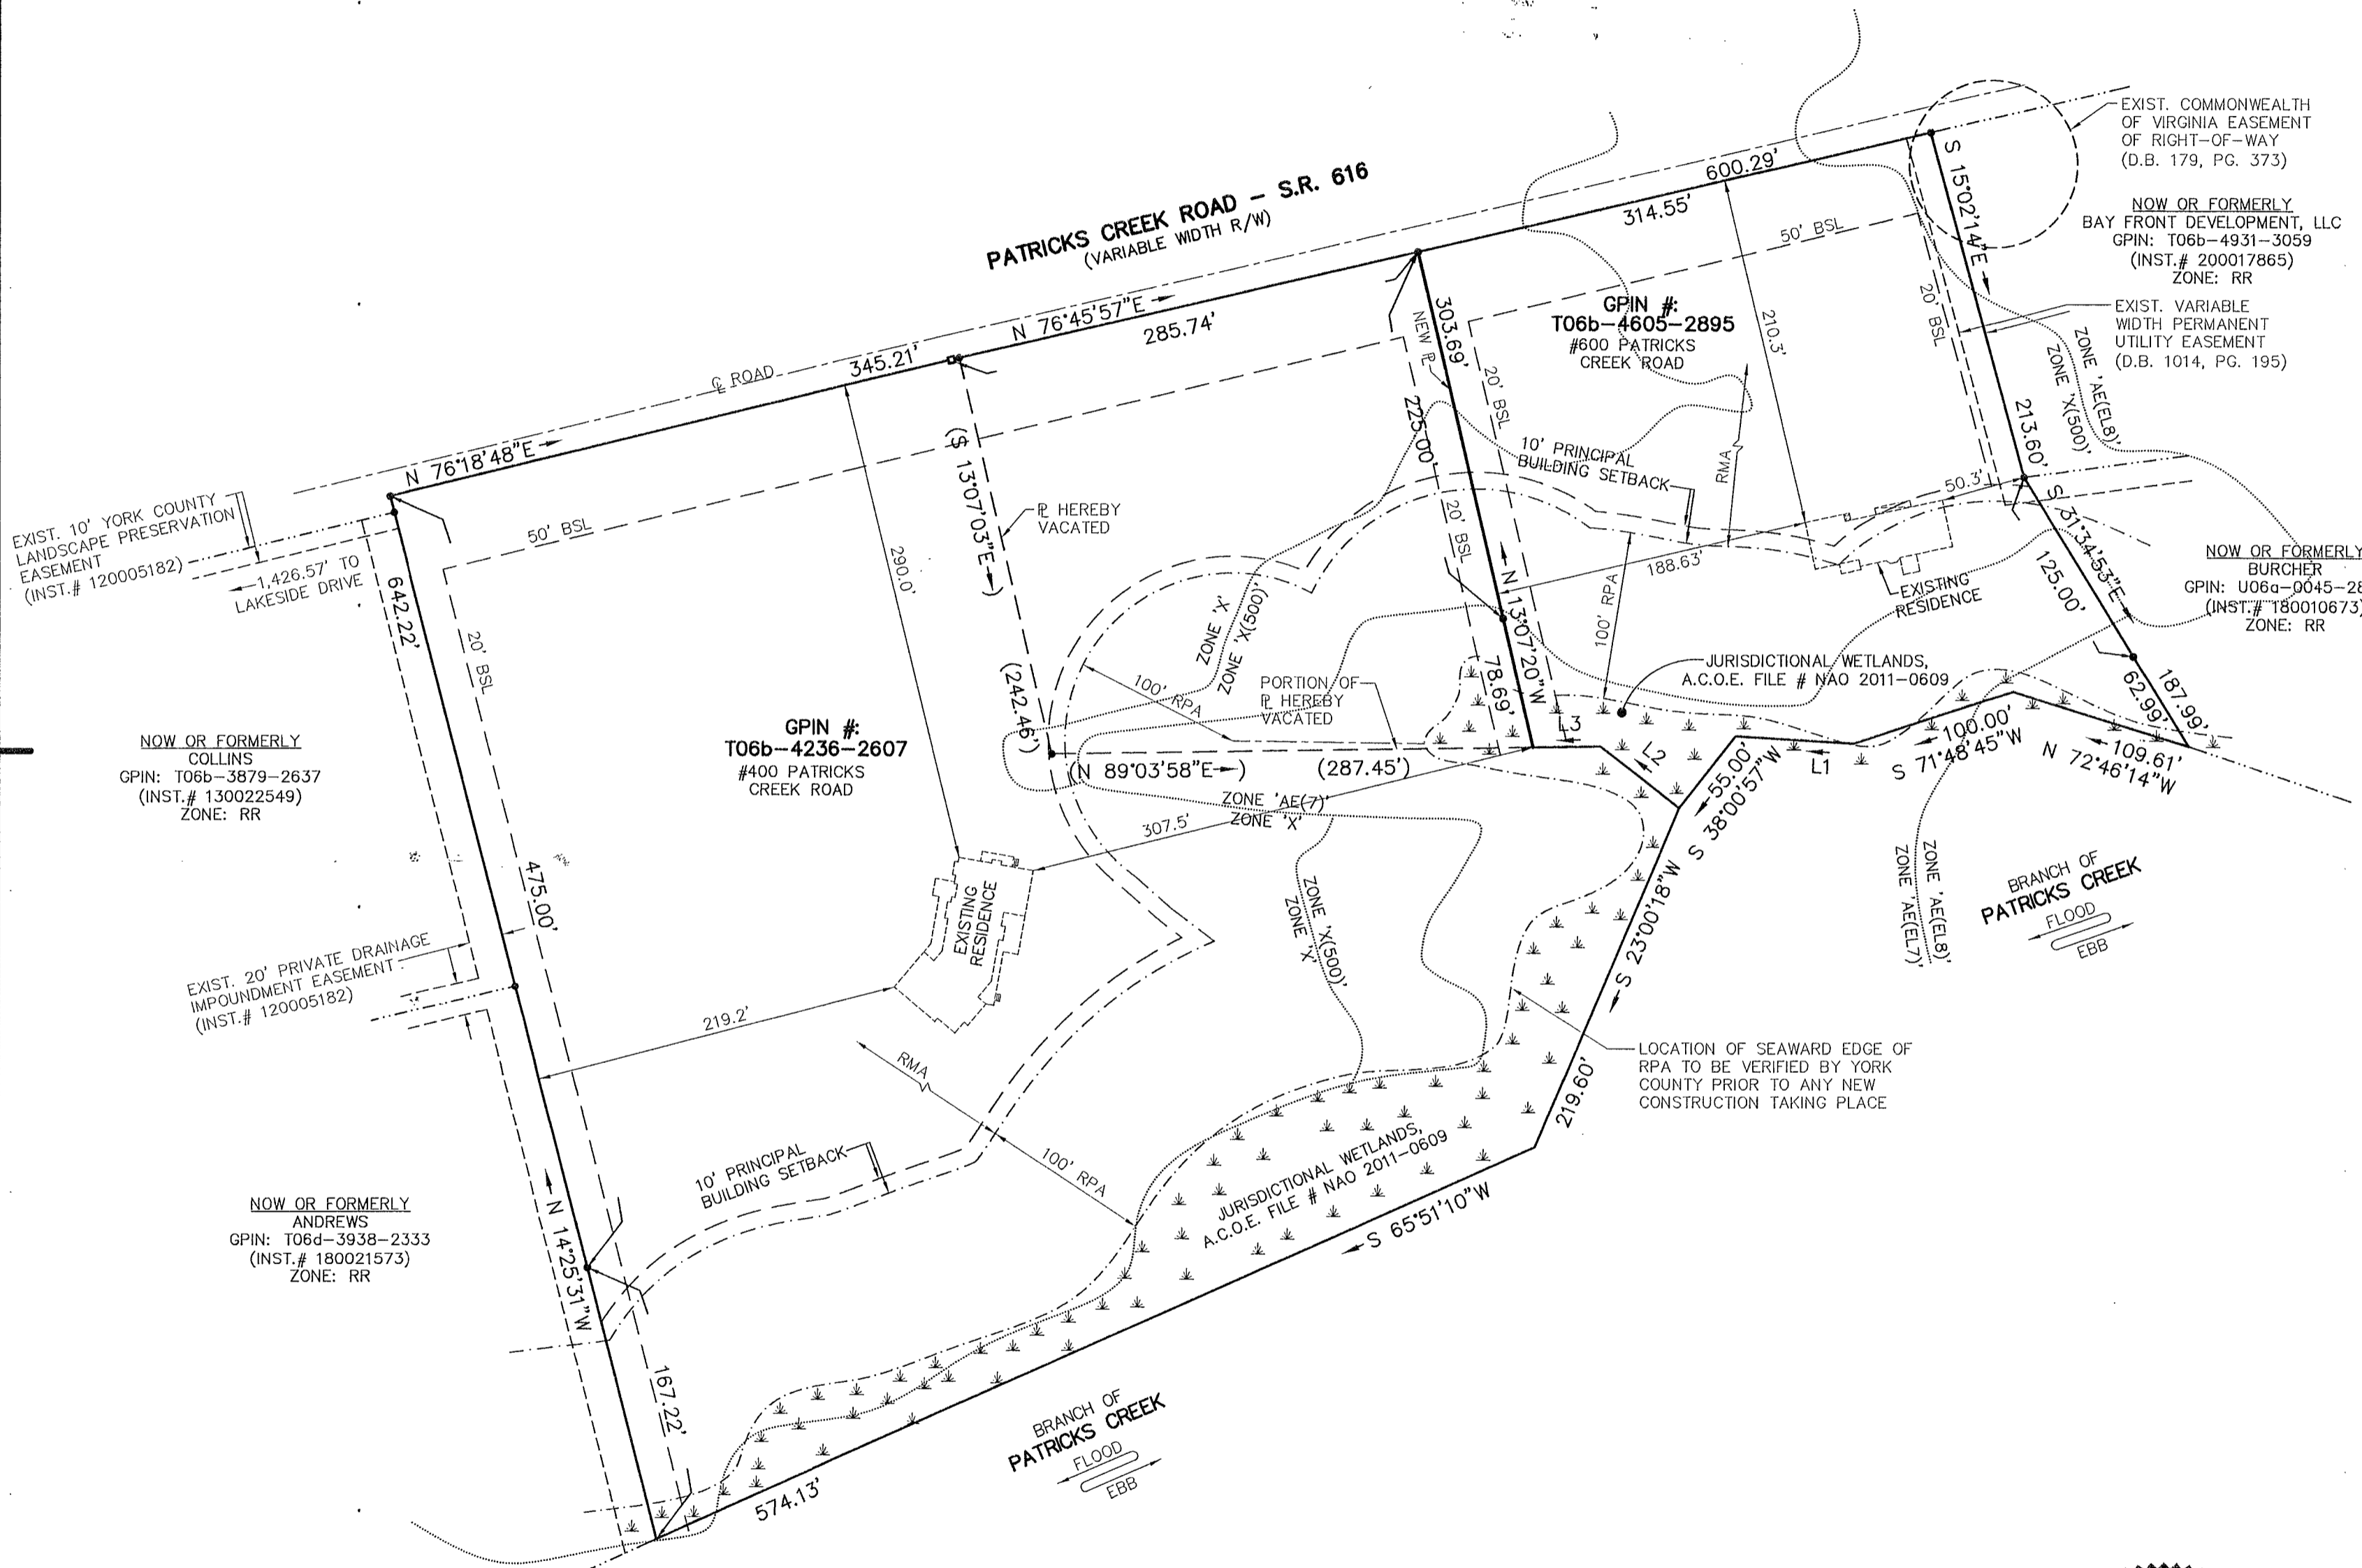 PATRICKS CREEK ROAD – S.R. 616
(VARIABLE WIDTH R/W)
℄ ROAD
N 76°18'48"E
345.21'
N 76°45'57"E
285.74'
600.29'
314.55'
EXIST. COMMONWEALTH
OF VIRGINIA EASEMENT
OF RIGHT–OF–WAY
(D.B. 179, PG. 373)
NOW OR FORMERLY
BAY FRONT DEVELOPMENT, LLC
GPIN: T06b–4931–3059
(INST.# 200017865)
ZONE: RR
EXIST. VARIABLE
WIDTH PERMANENT
UTILITY EASEMENT
(D.B. 1014, PG. 195)
S 15°02'14"E
213.60'
20' BSL
50' BSL
ZONE 'AE(EL8)'
ZONE 'X(500)'
GPIN #:
T06b–4605–2895
#600 PATRICKS
CREEK ROAD
210.3'
RMA
303.69'
NEW ℙ
20' BSL
225.00'
20' BSL
10' PRINCIPAL
BUILDING SETBACK
50.3'
188.63'
100' RPA
EXISTING
RESIDENCE
S 31°34'53"E
125.00'
187.99'
62.99'
NOW OR FORMERLY
BURCHER
GPIN: U06a–0045–28
(INST.# 180010673)
ZONE: RR
JURISDICTIONAL WETLANDS,
A.C.O.E. FILE # NAO 2011–0609
N 13°07'20"W
78.69'
L3
L2
55.00'
S 38°00'57"W
L1
100.00'
S 71°48'45"W
109.61'
N 72°46'14"W
EXIST. 10' YORK COUNTY
LANDSCAPE PRESERVATION
EASEMENT
(INST.# 120005182)
1,426.57' TO
LAKESIDE DRIVE
642.22'
50' BSL
20' BSL
290.0'
(S 13°07'03"E)
(242.46')
ℙ HEREBY
VACATED
ZONE 'X'
ZONE 'X(500)'
100' RPA
PORTION OF
ℙ HEREBY
VACATED
(N 89°03'58"E)
(287.45')
ZONE 'AE(7)'
ZONE 'X'
307.5'
NOW OR FORMERLY
COLLINS
GPIN: T06b–3879–2637
(INST.# 130022549)
ZONE: RR
GPIN #:
T06b–4236–2607
#400 PATRICKS
CREEK ROAD
EXISTING
RESIDENCE
475.00'
219.2'
EXIST. 20' PRIVATE DRAINAGE
IMPOUNDMENT EASEMENT
(INST.# 120005182)
ZONE 'X(500)'
ZONE 'X'
S 23°00'18"W
219.60'
ZONE 'AE(EL8)'
ZONE 'AE(EL7)'
BRANCH OF
PATRICKS CREEK
FLOOD
EBB
LOCATION OF SEAWARD EDGE OF
RPA TO BE VERIFIED BY YORK
COUNTY PRIOR TO ANY NEW
CONSTRUCTION TAKING PLACE
RMA
100' RPA
10' PRINCIPAL
BUILDING SETBACK
JURISDICTIONAL WETLANDS,
A.C.O.E. FILE # NAO 2011–0609
S 65°51'10"W
NOW OR FORMERLY
ANDREWS
GPIN: T06d–3938–2333
(INST.# 180021573)
ZONE: RR
N 14°25'31"W
167.22'
574.13'
BRANCH OF
PATRICKS CREEK
FLOOD
EBB